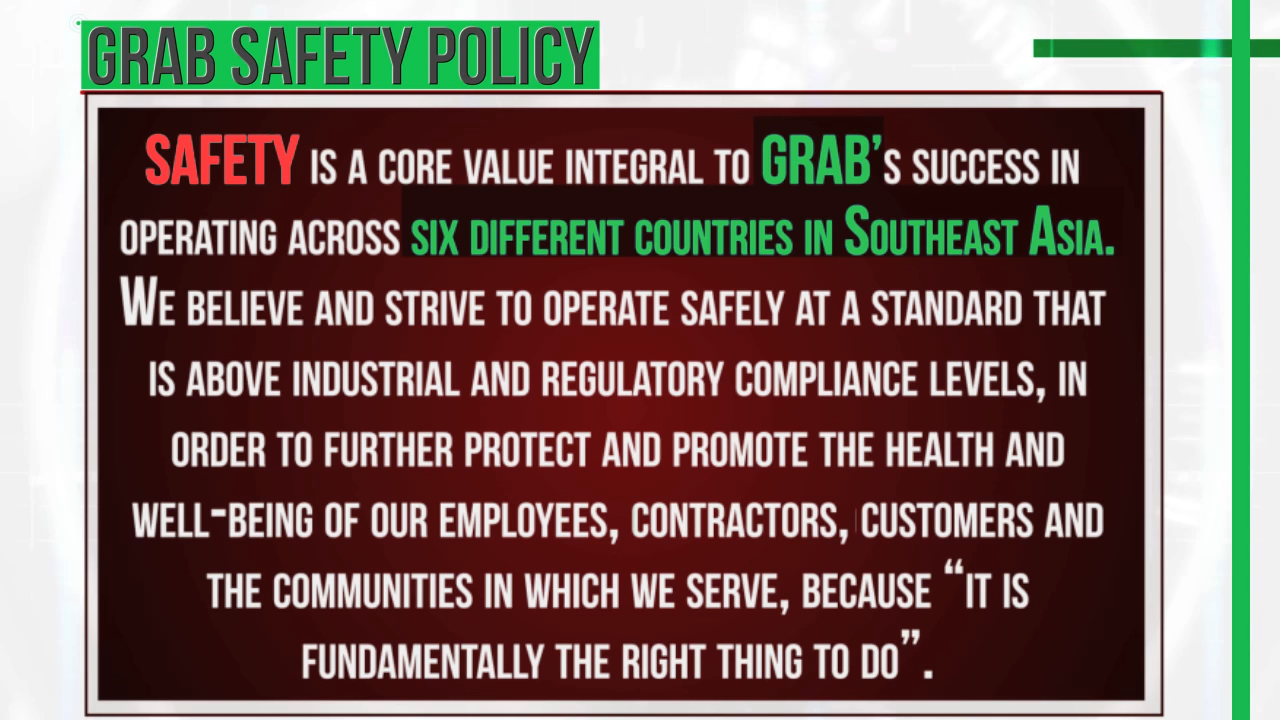 GRAB SAFETY POLICY
SAFETY IS A CORE VALUE INTEGRAL TO GRAB'S SUCCESS IN
OPERATING ACROSS SIX DIFFERENT COUNTRIES IN SOUTHEAST ASIA.
WE BELIEVE AND STRIVE TO OPERATE SAFELY AT A STANDARD THAT
IS ABOVE INDUSTRIAL AND REGULATORY COMPLIANCE LEVELS, IN
ORDER TO FURTHER PROTECT AND PROMOTE THE HEALTH AND
WELL-BEING OF OUR EMPLOYEES, CONTRACTORS, CUSTOMERS AND
THE COMMUNITIES IN WHICH WE SERVE, BECAUSE “IT IS
FUNDAMENTALLY THE RIGHT THING TO DO”.